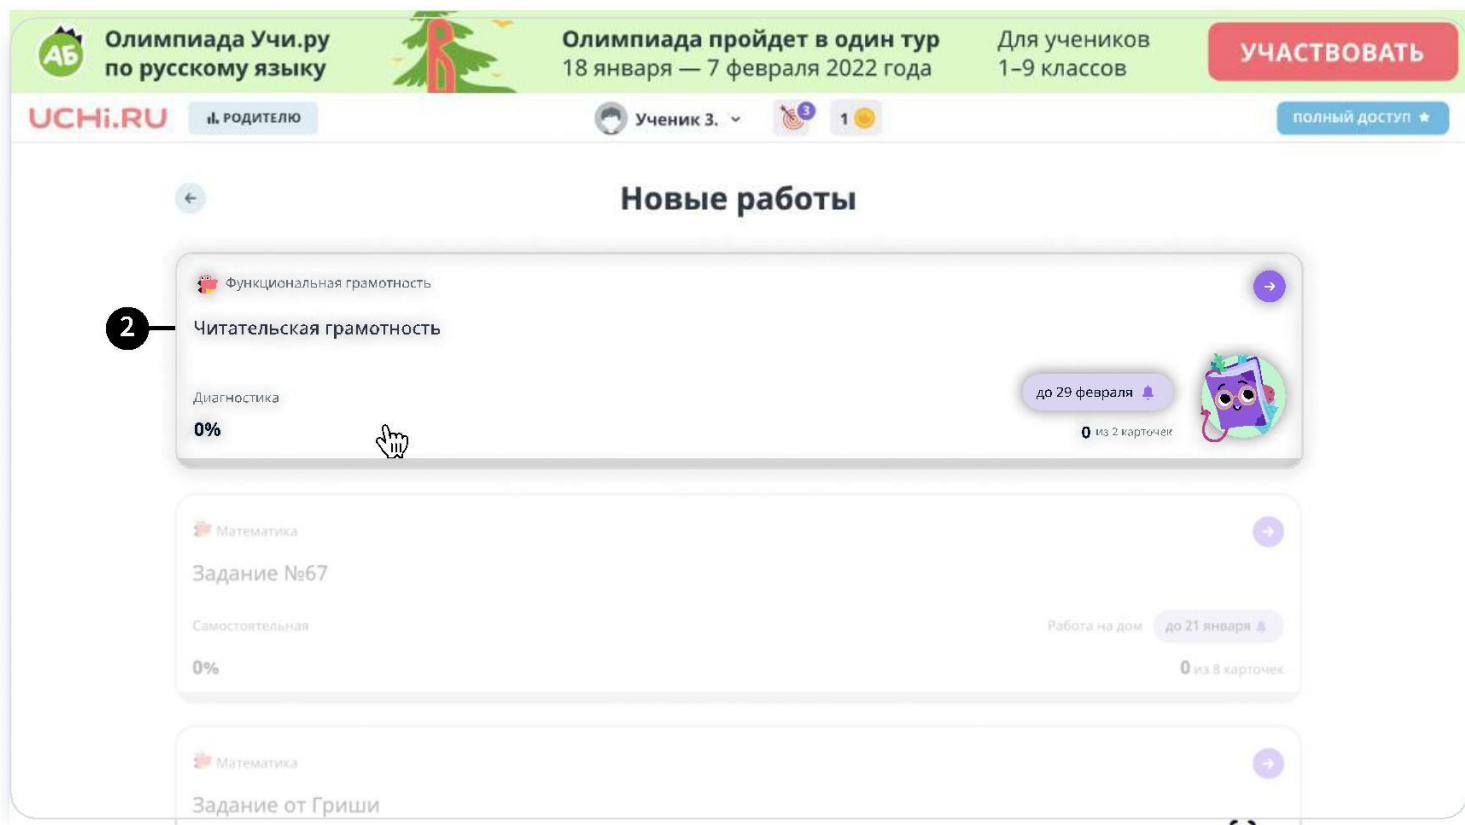 АБ
Олимпиада Учи.ру
по русскому языку
Олимпиада пройдет в один тур
18 января — 7 февраля 2022 года
Для учеников
1–9 классов
УЧАСТВОВАТЬ
UCHi.RU
РОДИТЕЛЮ
Ученик З.
3
1
ПОЛНЫЙ ДОСТУП
Новые работы
Функциональная грамотность
2
Читательская грамотность
Диагностика
до 29 февраля
0%
0 из 2 карточек
Математика
Задание №67
Самостоятельная
Работа на дом
до 21 января
0%
0 из 8 карточек
Математика
Задание от Гриши